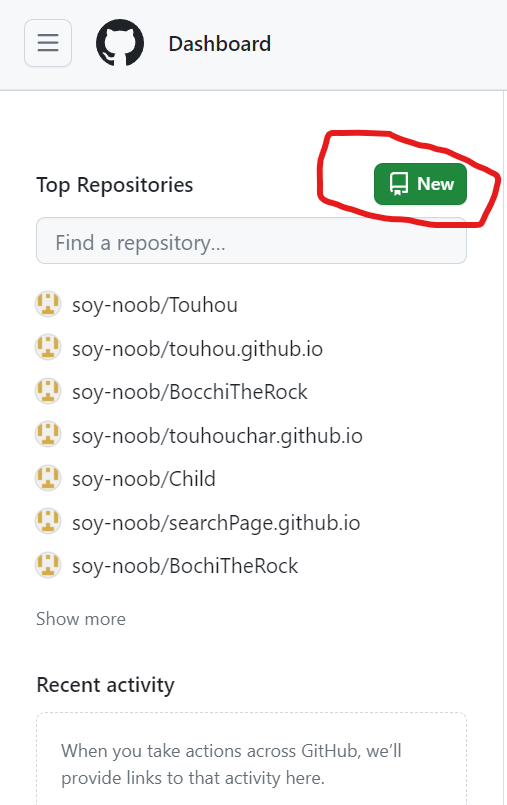 Dashboard
Top Repositories
New
Find a repository...
soy-noob/Touhou
soy-noob/touhou.github.io
soy-noob/BocchiTheRock
soy-noob/touhouchar.github.io
soy-noob/Child
soy-noob/searchPage.github.io
soy-noob/BochiTheRock
Show more
Recent activity
When you take actions across GitHub, we’ll
provide links to that activity here.